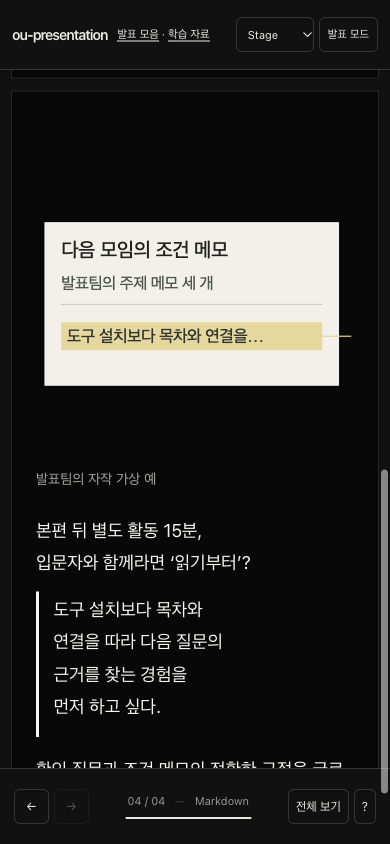 ou-presentation 발표 모음 · 학습 자료 Stage 발표 모드
다음 모임의 조건 메모
발표팀의 주제 메모 세 개
도구 설치보다 목차와 연결을…
발표팀의 자작 가상 예
본편 뒤 별도 활동 15분,
입문자와 함께라면 ‘읽기부터’?
도구 설치보다 목차와
연결을 따라 다음 질문의
근거를 찾는 경험을
먼저 하고 싶다.
← → 04 / 04 — Markdown 전체 보기 ?